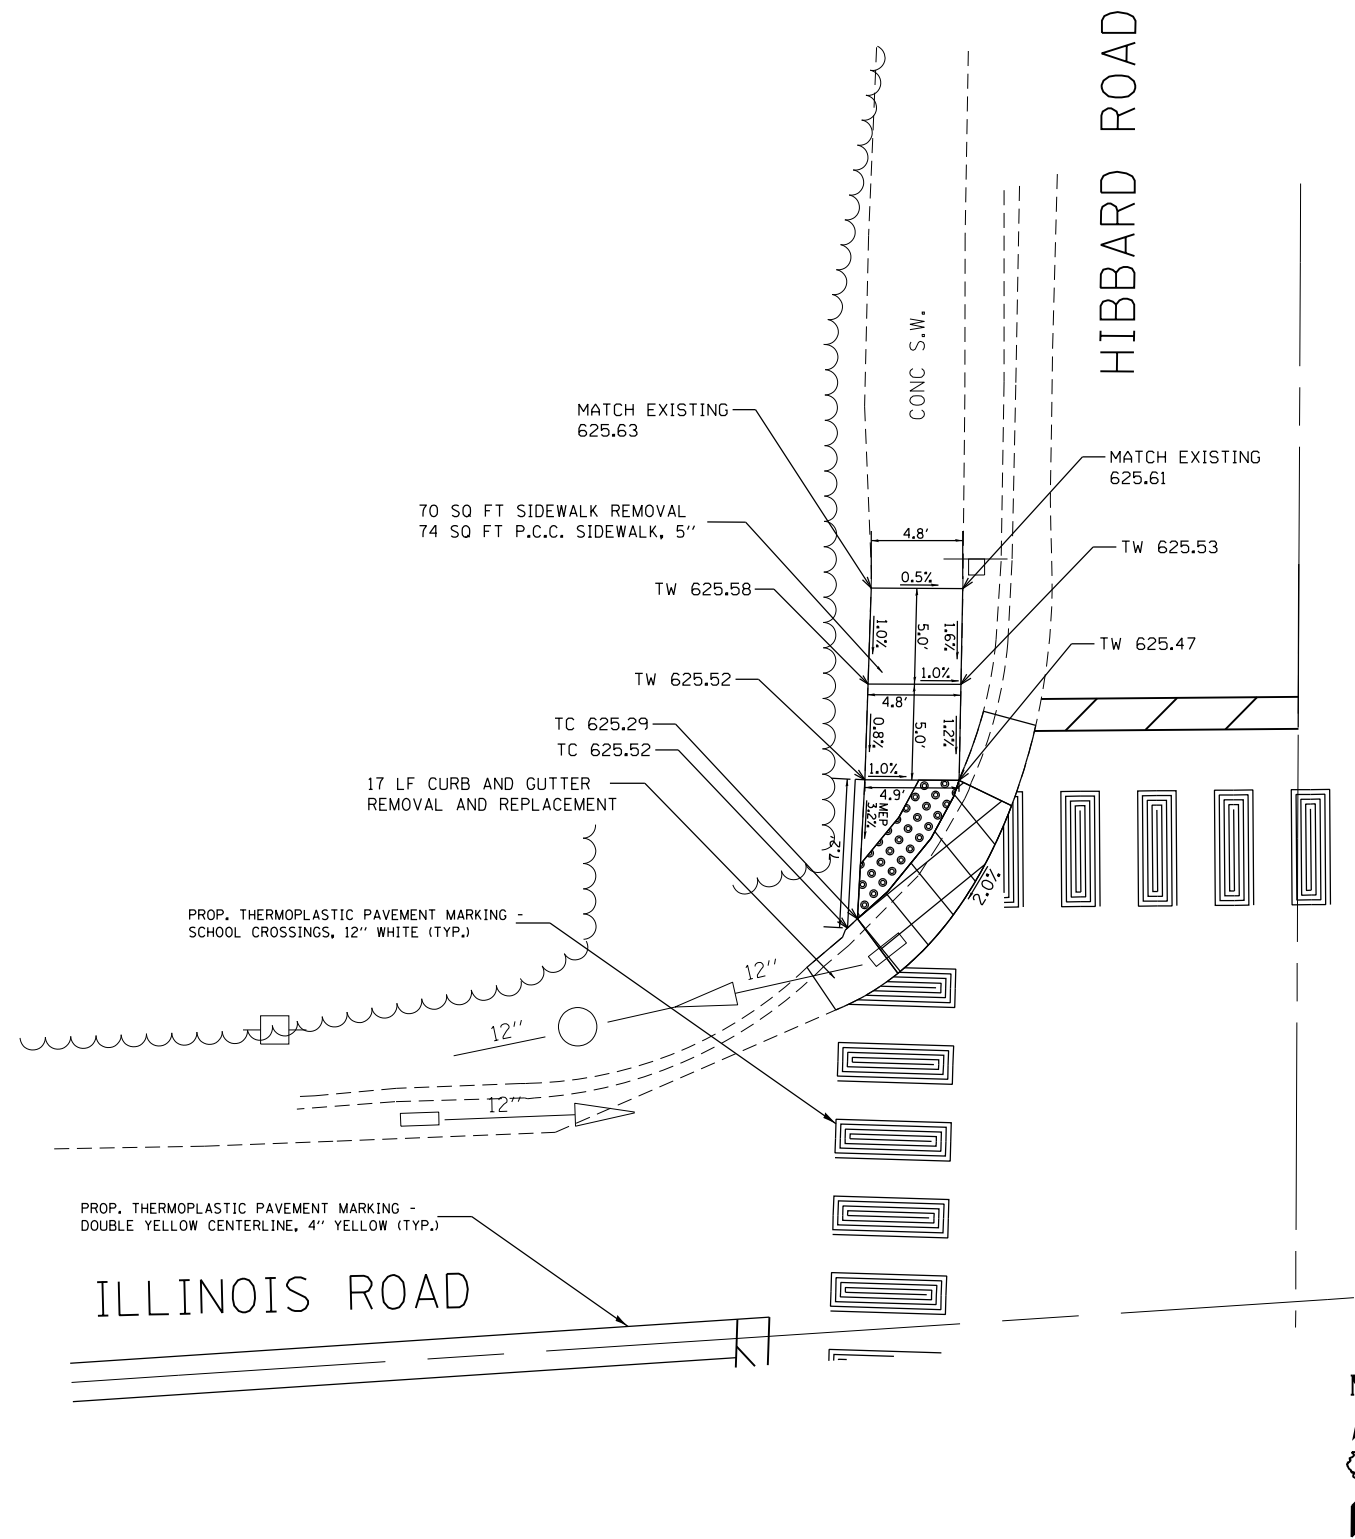 HIBBARD ROAD
CONC S.W.
MATCH EXISTING
625.63
MATCH EXISTING
625.61
70 SQ FT SIDEWALK REMOVAL
74 SQ FT P.C.C. SIDEWALK, 5''
4.8'
TW 625.53
0.5%
TW 625.58
1.0%
5.0'
1.6%
TW 625.47
1.0%
TW 625.52
4.8'
TC 625.29
0.8%
5.0'
1.2%
TC 625.52
1.0%
17 LF CURB AND GUTTER
REMOVAL AND REPLACEMENT
4.9'
MEP
3.2%
7.2'
2.0%
PROP. THERMOPLASTIC PAVEMENT MARKING -
SCHOOL CROSSINGS, 12'' WHITE (TYP.)
12''
12''
12''
PROP. THERMOPLASTIC PAVEMENT MARKING -
DOUBLE YELLOW CENTERLINE, 4'' YELLOW (TYP.)
ILLINOIS ROAD